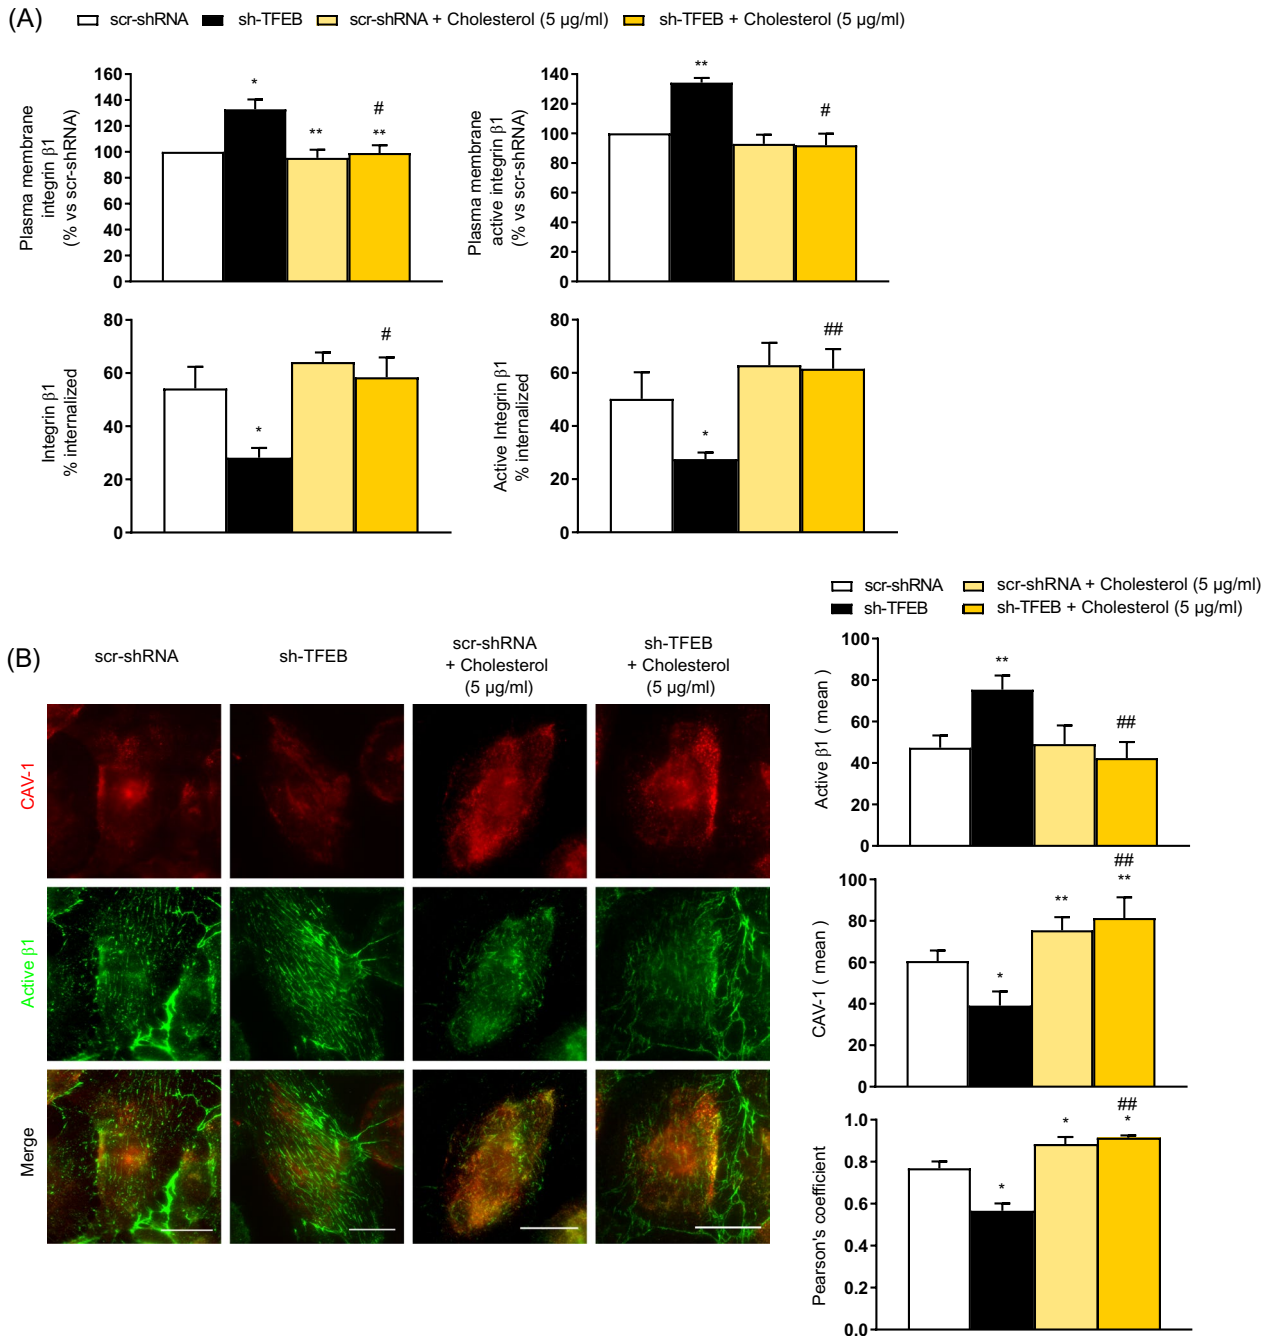 (A)
scr-shRNA sh-TFEB scr-shRNA + Cholesterol (5 µg/ml) sh-TFEB + Cholesterol (5 µg/ml)
Plasma membrane
integrin β1
(% vs scr-shRNA)
160
140
120
100
80
60
40
20
0
*
**
#
**
Plasma membrane
active integrin β1
(% vs scr-shRNA)
140
120
100
80
60
40
20
0
**
#
Integrin β1
% internalized
80
60
40
20
0
*
#
Active Integrin β1
% internalized
80
60
40
20
0
*
##
(B)
scr-shRNA
sh-TFEB
scr-shRNA
+ Cholesterol
(5 µg/ml)
sh-TFEB
+ Cholesterol
(5 µg/ml)
CAV-1
Active β1
Merge
scr-shRNA scr-shRNA + Cholesterol (5 µg/ml)
sh-TFEB sh-TFEB + Cholesterol (5 µg/ml)
Active β1 ( mean )
100
80
60
40
20
0
**
##
CAV-1 ( mean )
100
80
60
40
20
0
*
**
##
**
Pearson's coefficient
1.0
0.8
0.6
0.4
0.2
0.0
*
*
##
*